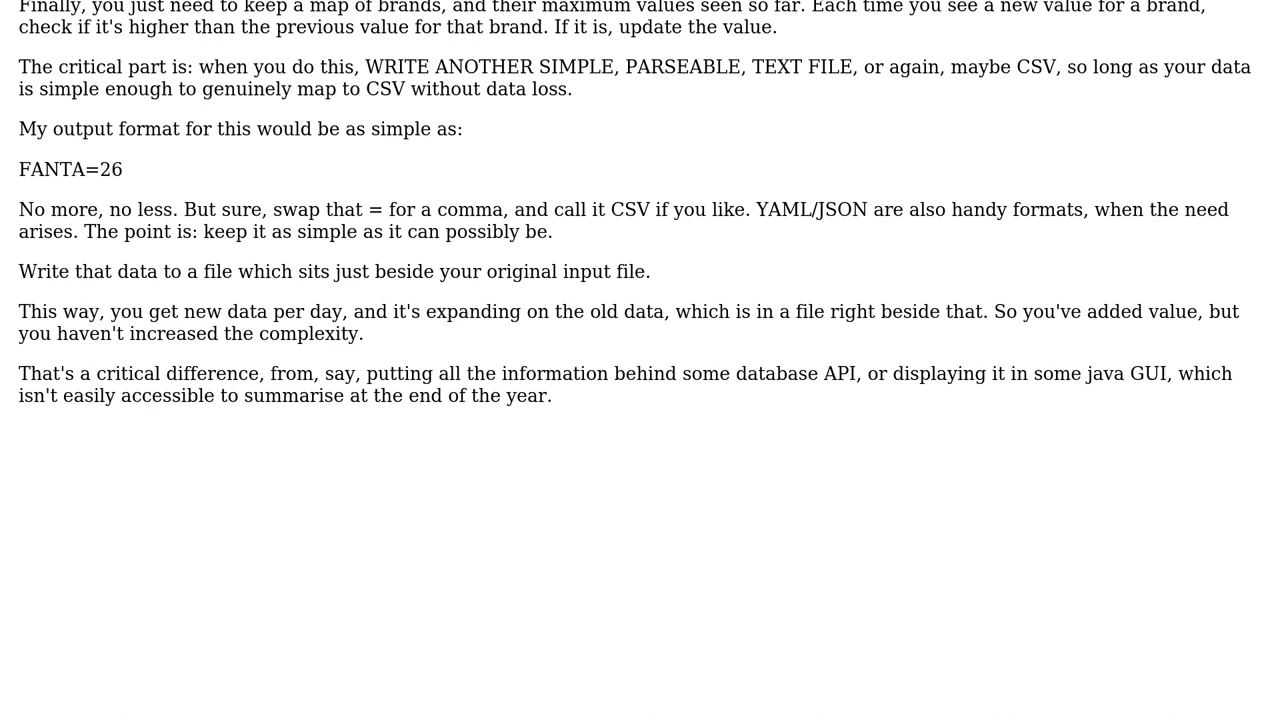 Finally, you just need to keep a map of brands, and their maximum values seen so far. Each time you see a new value for a brand,
check if it's higher than the previous value for that brand. If it is, update the value.
The critical part is: when you do this, WRITE ANOTHER SIMPLE, PARSEABLE, TEXT FILE, or again, maybe CSV, so long as your data
is simple enough to genuinely map to CSV without data loss.
My output format for this would be as simple as:
FANTA=26
No more, no less. But sure, swap that = for a comma, and call it CSV if you like. YAML/JSON are also handy formats, when the need
arises. The point is: keep it as simple as it can possibly be.
Write that data to a file which sits just beside your original input file.
This way, you get new data per day, and it's expanding on the old data, which is in a file right beside that. So you've added value, but
you haven't increased the complexity.
That's a critical difference, from, say, putting all the information behind some database API, or displaying it in some java GUI, which
isn't easily accessible to summarise at the end of the year.